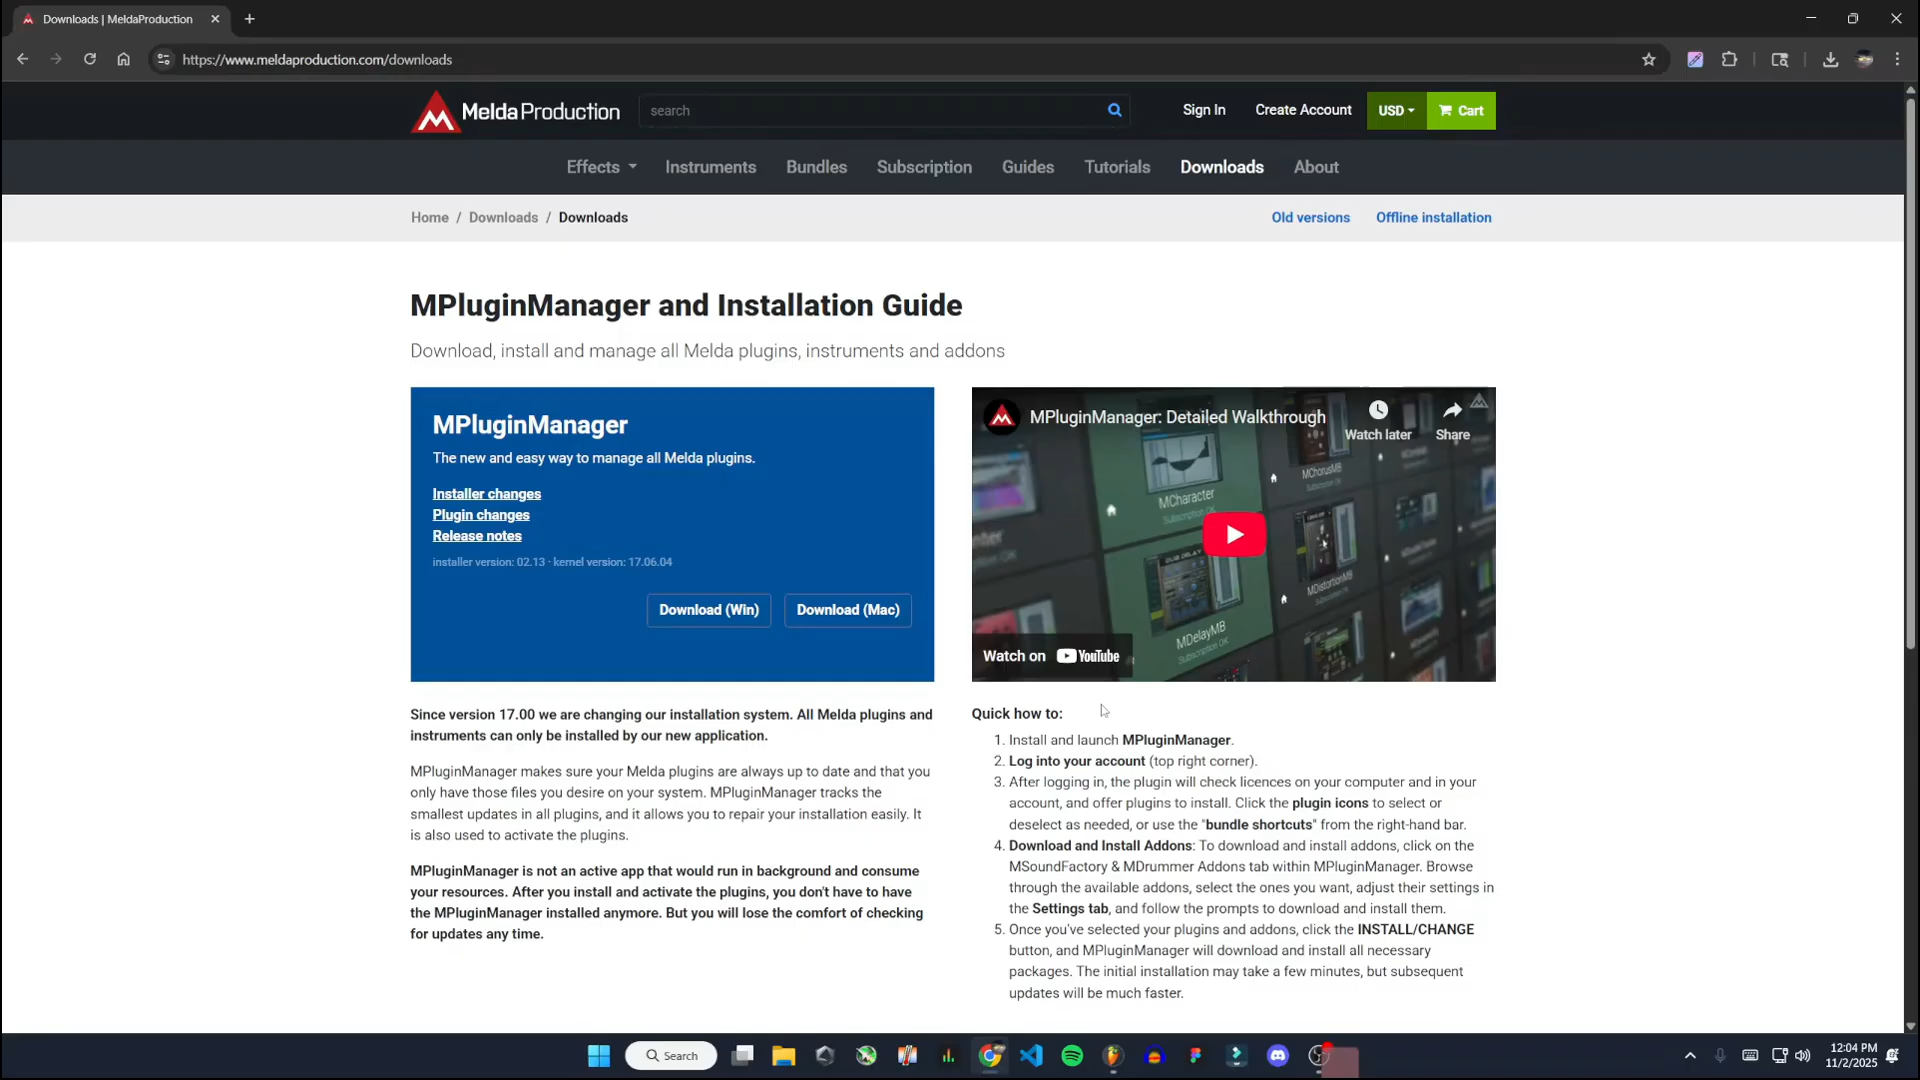 Downloads | MeldaProduction
https://www.meldaproduction.com/downloads
MeldaProduction
search
Sign In
Create Account
USD
Cart
Effects
Instruments
Bundles
Subscription
Guides
Tutorials
Downloads
About
Home / Downloads / Downloads
Old versions
Offline installation
MPluginManager and Installation Guide
Download, install and manage all Melda plugins, instruments and addons
MPluginManager
The new and easy way to manage all Melda plugins.
Installer changes
Plugin changes
Release notes
installer version: 02.13 · kernel version: 17.06.04
Download (Win)
Download (Mac)
Since version 17.00 we are changing our installation system. All Melda plugins and
instruments can only be installed by our new application.
MPluginManager makes sure your Melda plugins are always up to date and that you
only have those files you desire on your system. MPluginManager tracks the
smallest updates in all plugins, and it allows you to repair your installation easily. It
is also used to activate the plugins.
MPluginManager is not an active app that would run in background and consume
your resources. After you install and activate the plugins, you don't have to have
the MPluginManager installed anymore. But you will lose the comfort of checking
for updates any time.
MPluginManager: Detailed Walkthrough
Watch later
Share
MCharacter
Subscription OK
DUB DELAY
MDelayMB
Subscription OK
MChorusMB
Subscription OK
MDistortionMB
Watch on YouTube
Quick how to:
1. Install and launch MPluginManager.
2. Log into your account (top right corner).
3. After logging in, the plugin will check licences on your computer and in your
account, and offer plugins to install. Click the plugin icons to select or
deselect as needed, or use the "bundle shortcuts" from the right-hand bar.
4. Download and Install Addons: To download and install addons, click on the
MSoundFactory & MDrummer Addons tab within MPluginManager. Browse
through the available addons, select the ones you want, adjust their settings in
the Settings tab, and follow the prompts to download and install them.
5. Once you've selected your plugins and addons, click the INSTALL/CHANGE
button, and MPluginManager will download and install all necessary
packages. The initial installation may take a few minutes, but subsequent
updates will be much faster.
Search
12:04 PM
11/2/2025